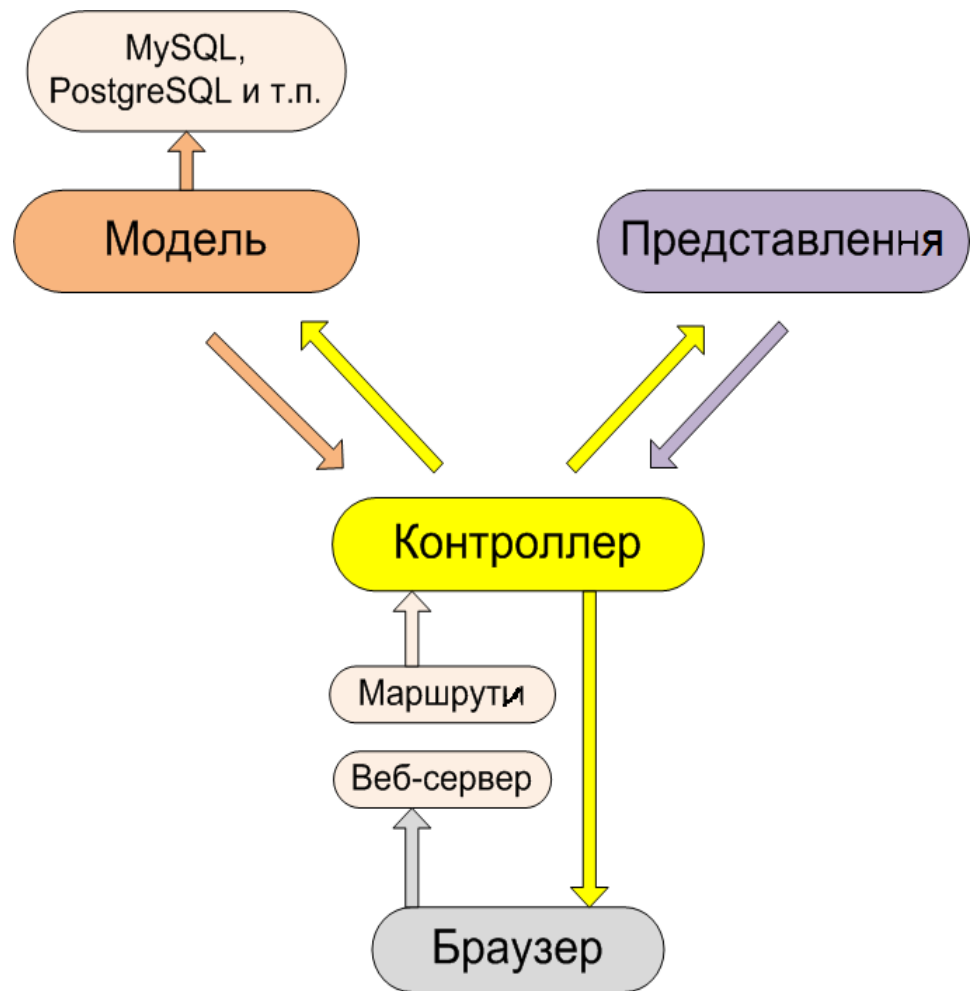 MySQL,
PostgreSQL и т.п.
Модель
Представлення
Контроллер
Маршрути
Веб-сервер
Браузер